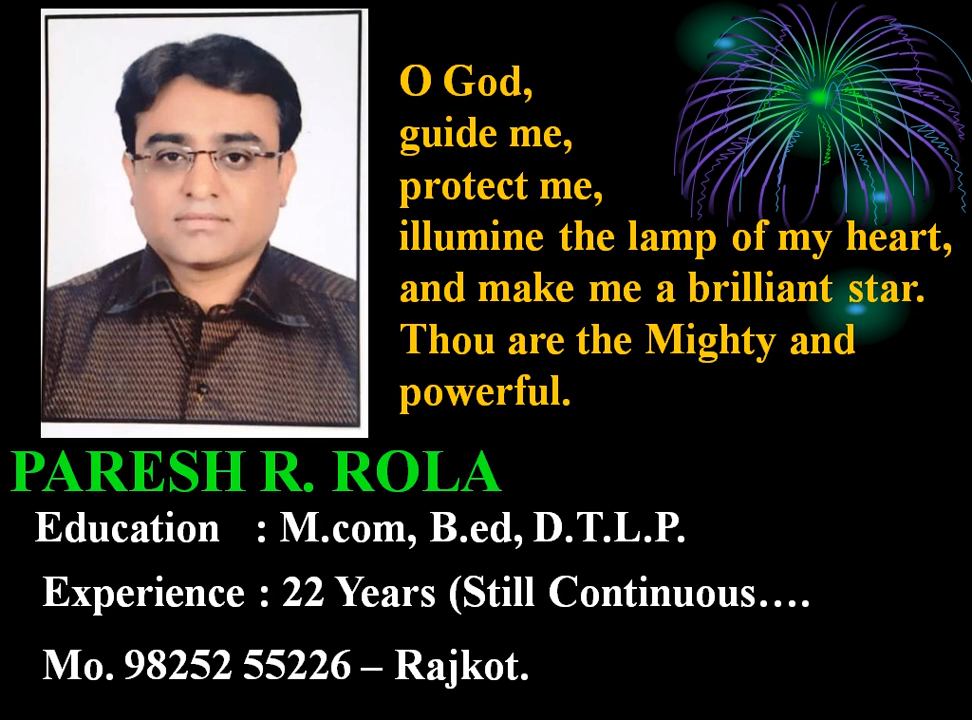 O God,
guide me,
protect me,
illumine the lamp of my heart,
and make me a brilliant star.
Thou are the Mighty and
powerful.
PARESH R. ROLA
Education : M.com, B.ed, D.T.L.P.
Experience : 22 Years (Still Continuous….
Mo. 98252 55226 – Rajkot.